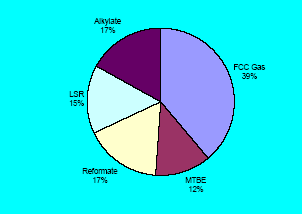 Alkylate
17%
FCC Gas
39%
LSR
15%
Reformate
17%
MTBE
12%